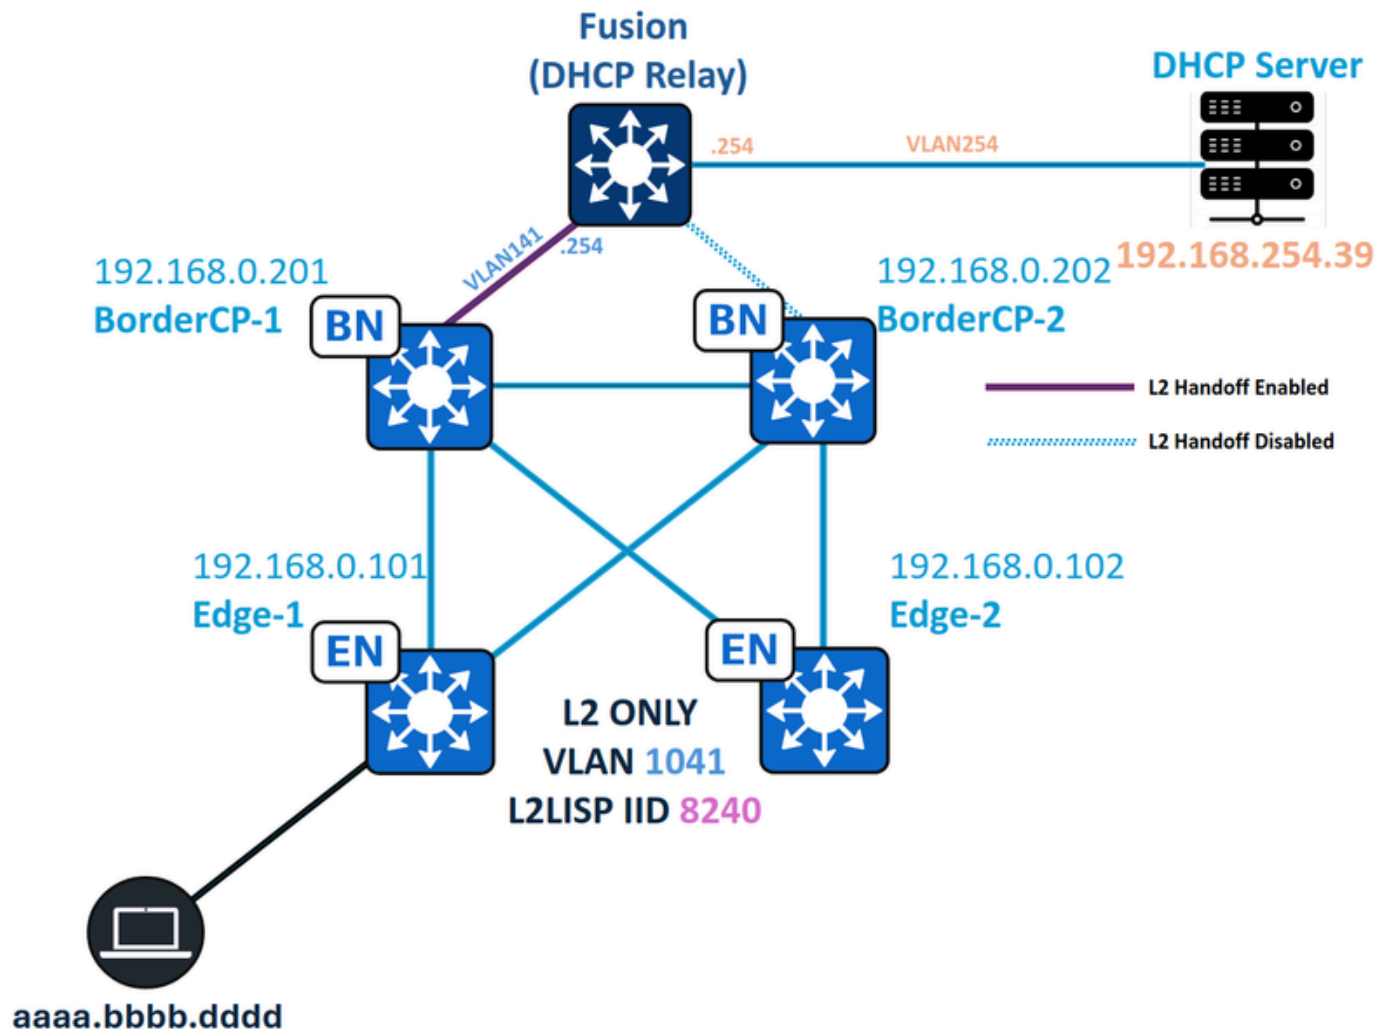 Fusion
(DHCP Relay)
DHCP Server
.254
VLAN254
VLAN141
.254
192.168.254.39
192.168.0.201
BorderCP-1
BN
192.168.0.202
BorderCP-2
BN
L2 Handoff Enabled
L2 Handoff Disabled
192.168.0.101
Edge-1
EN
192.168.0.102
Edge-2
EN
L2 ONLY
VLAN 1041
L2LISP IID 8240
aaaa.bbbb.dddd